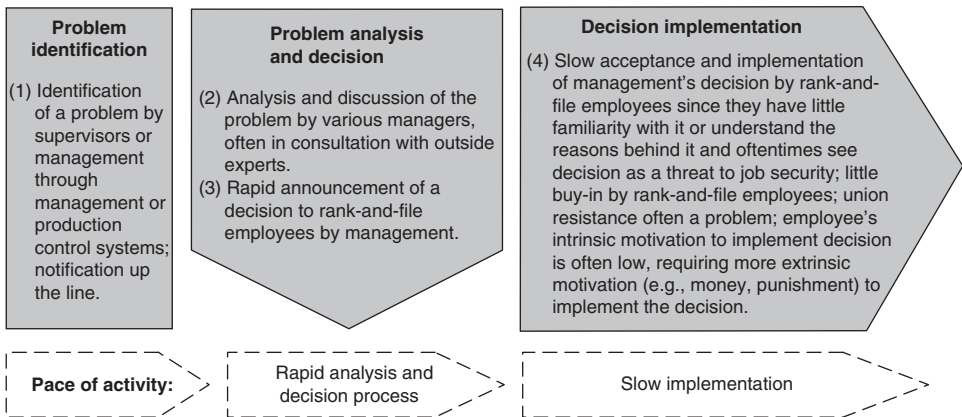 Problem
identification
(1) Identification
of a problem by
supervisors or
management
through
management or
production
control systems;
notification up
the line.
Problem analysis
and decision
(2) Analysis and discussion of the
problem by various managers,
often in consultation with outside
experts.
(3) Rapid announcement of a
decision to rank-and-file
employees by management.
Decision implementation
(4) Slow acceptance and implementation
of management’s decision by rank-and-
file employees since they have little
familiarity with it or understand the
reasons behind it and oftentimes see
decision as a threat to job security; little
buy-in by rank-and-file employees; union
resistance often a problem; employee’s
intrinsic motivation to implement decision
is often low, requiring more extrinsic
motivation (e.g., money, punishment) to
implement the decision.
Pace of activity:
Rapid analysis and
decision process
Slow implementation